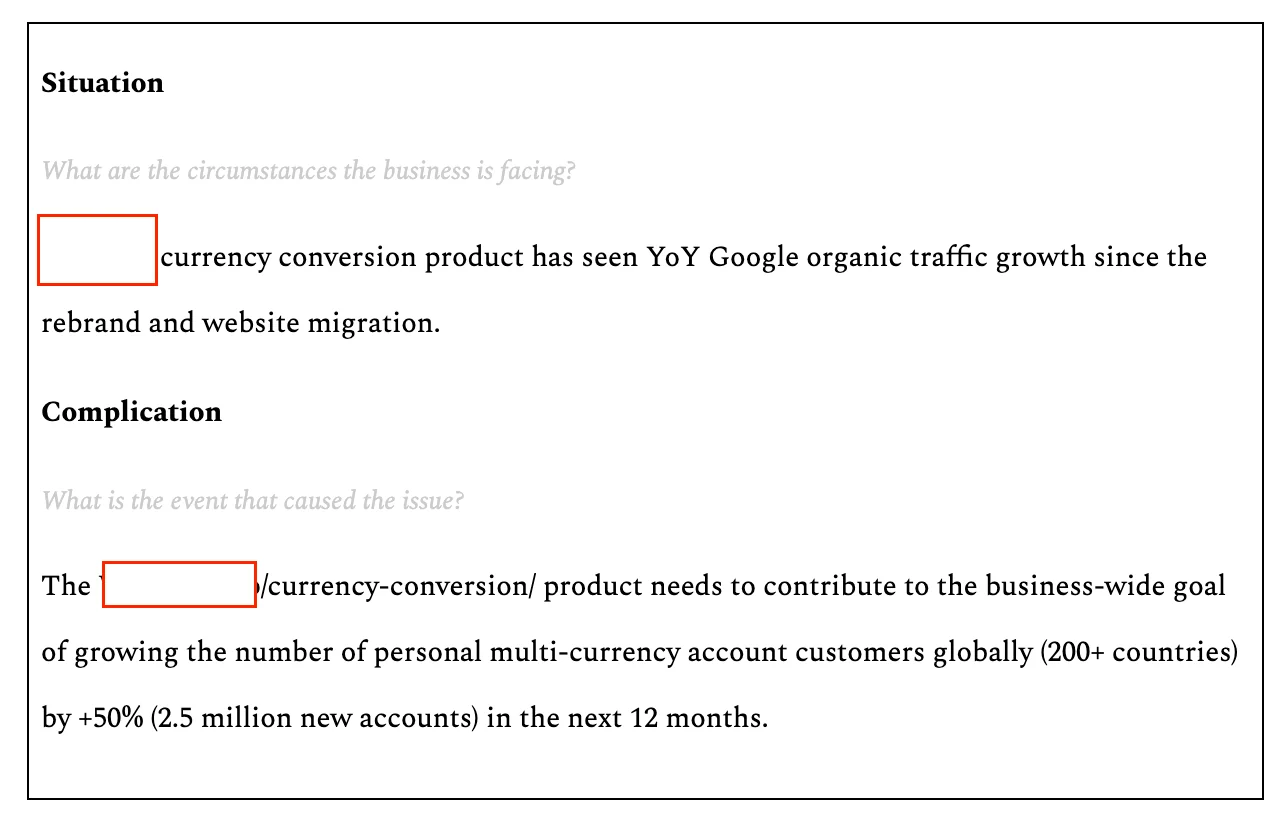 Situation
What are the circumstances the business is facing?
currency conversion product has seen YoY Google organic traffic growth since the
rebrand and website migration.
Complication
What is the event that caused the issue?
The /currency-conversion/ product needs to contribute to the business-wide goal
of growing the number of personal multi-currency account customers globally (200+ countries)
by +50% (2.5 million new accounts) in the next 12 months.